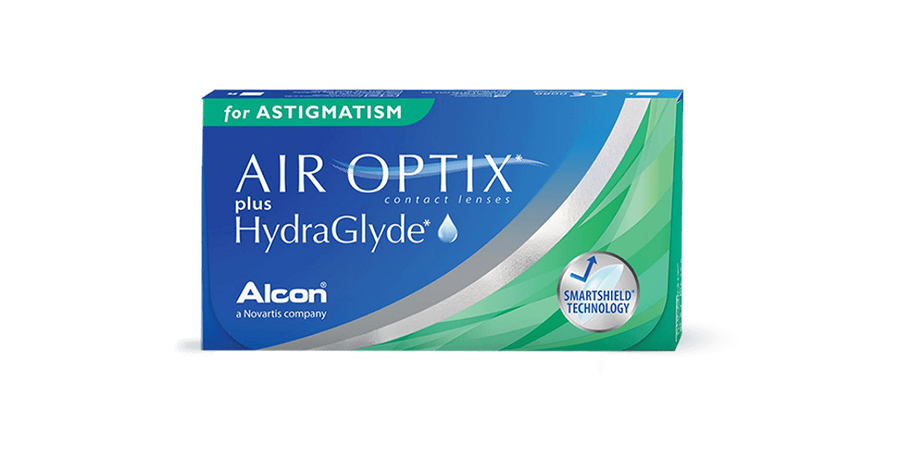 for ASTIGMATISM
AIR OPTIX*
contact lenses
plus
HydraGlyde*
Alcon®
a Novartis company
SMARTSHIELD®
TECHNOLOGY